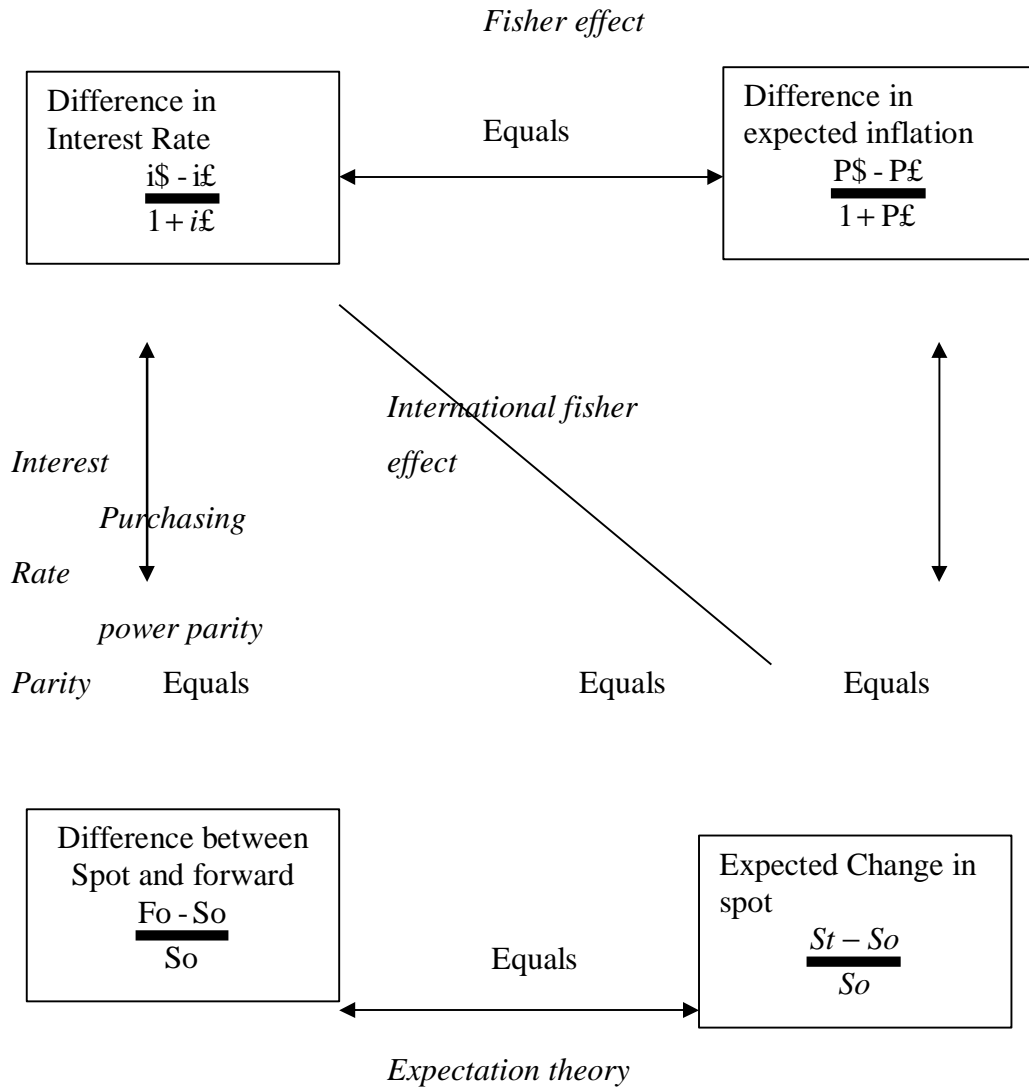 Fisher effect
Difference in
Interest Rate
i$ - i£
1 + i£
Equals
Difference in
expected inflation
P$ - P£
1 + P£
International fisher
effect
Interest
Purchasing
Rate
power parity
Parity
Equals
Equals
Equals
Difference between
Spot and forward
Fo - So
So
Equals
Expected Change in
spot
St – So
So
Expectation theory